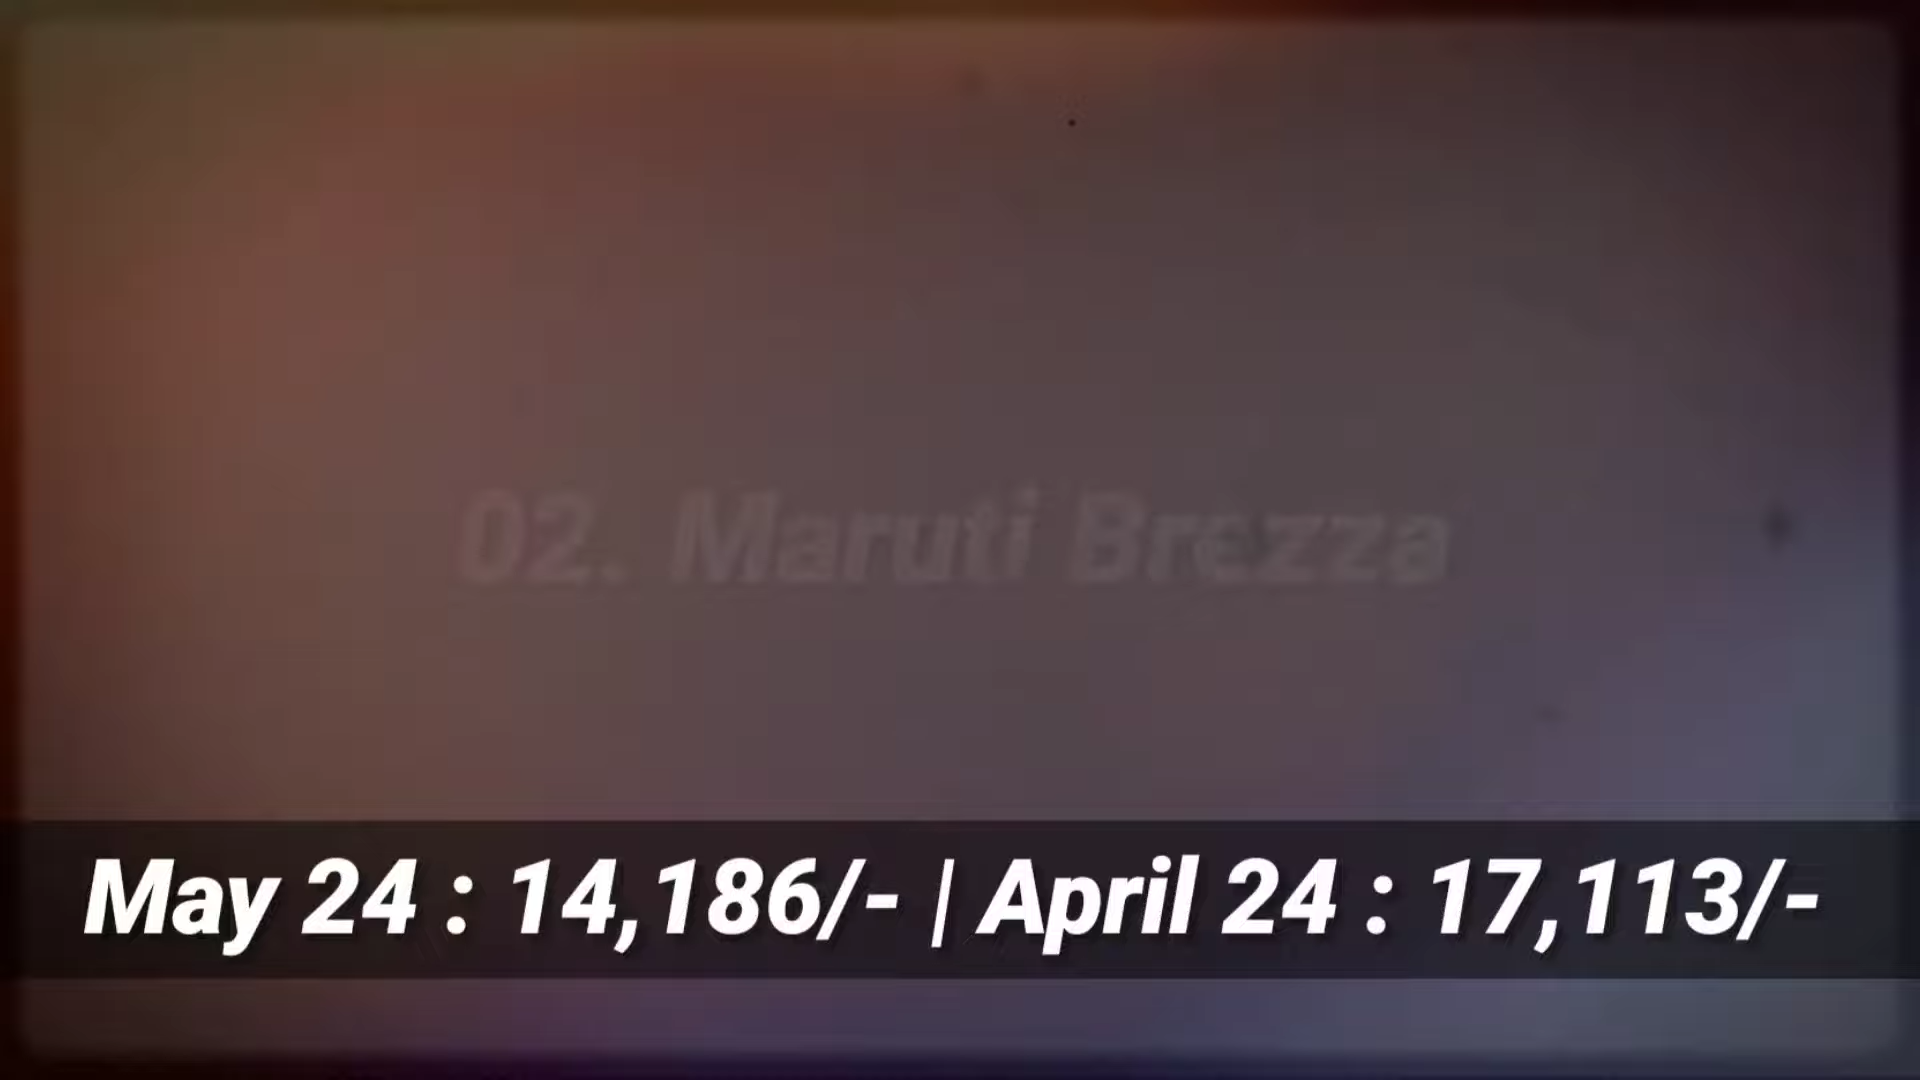 02. Maruti Brezza
May 24 : 14,186/- | April 24 : 17,113/-